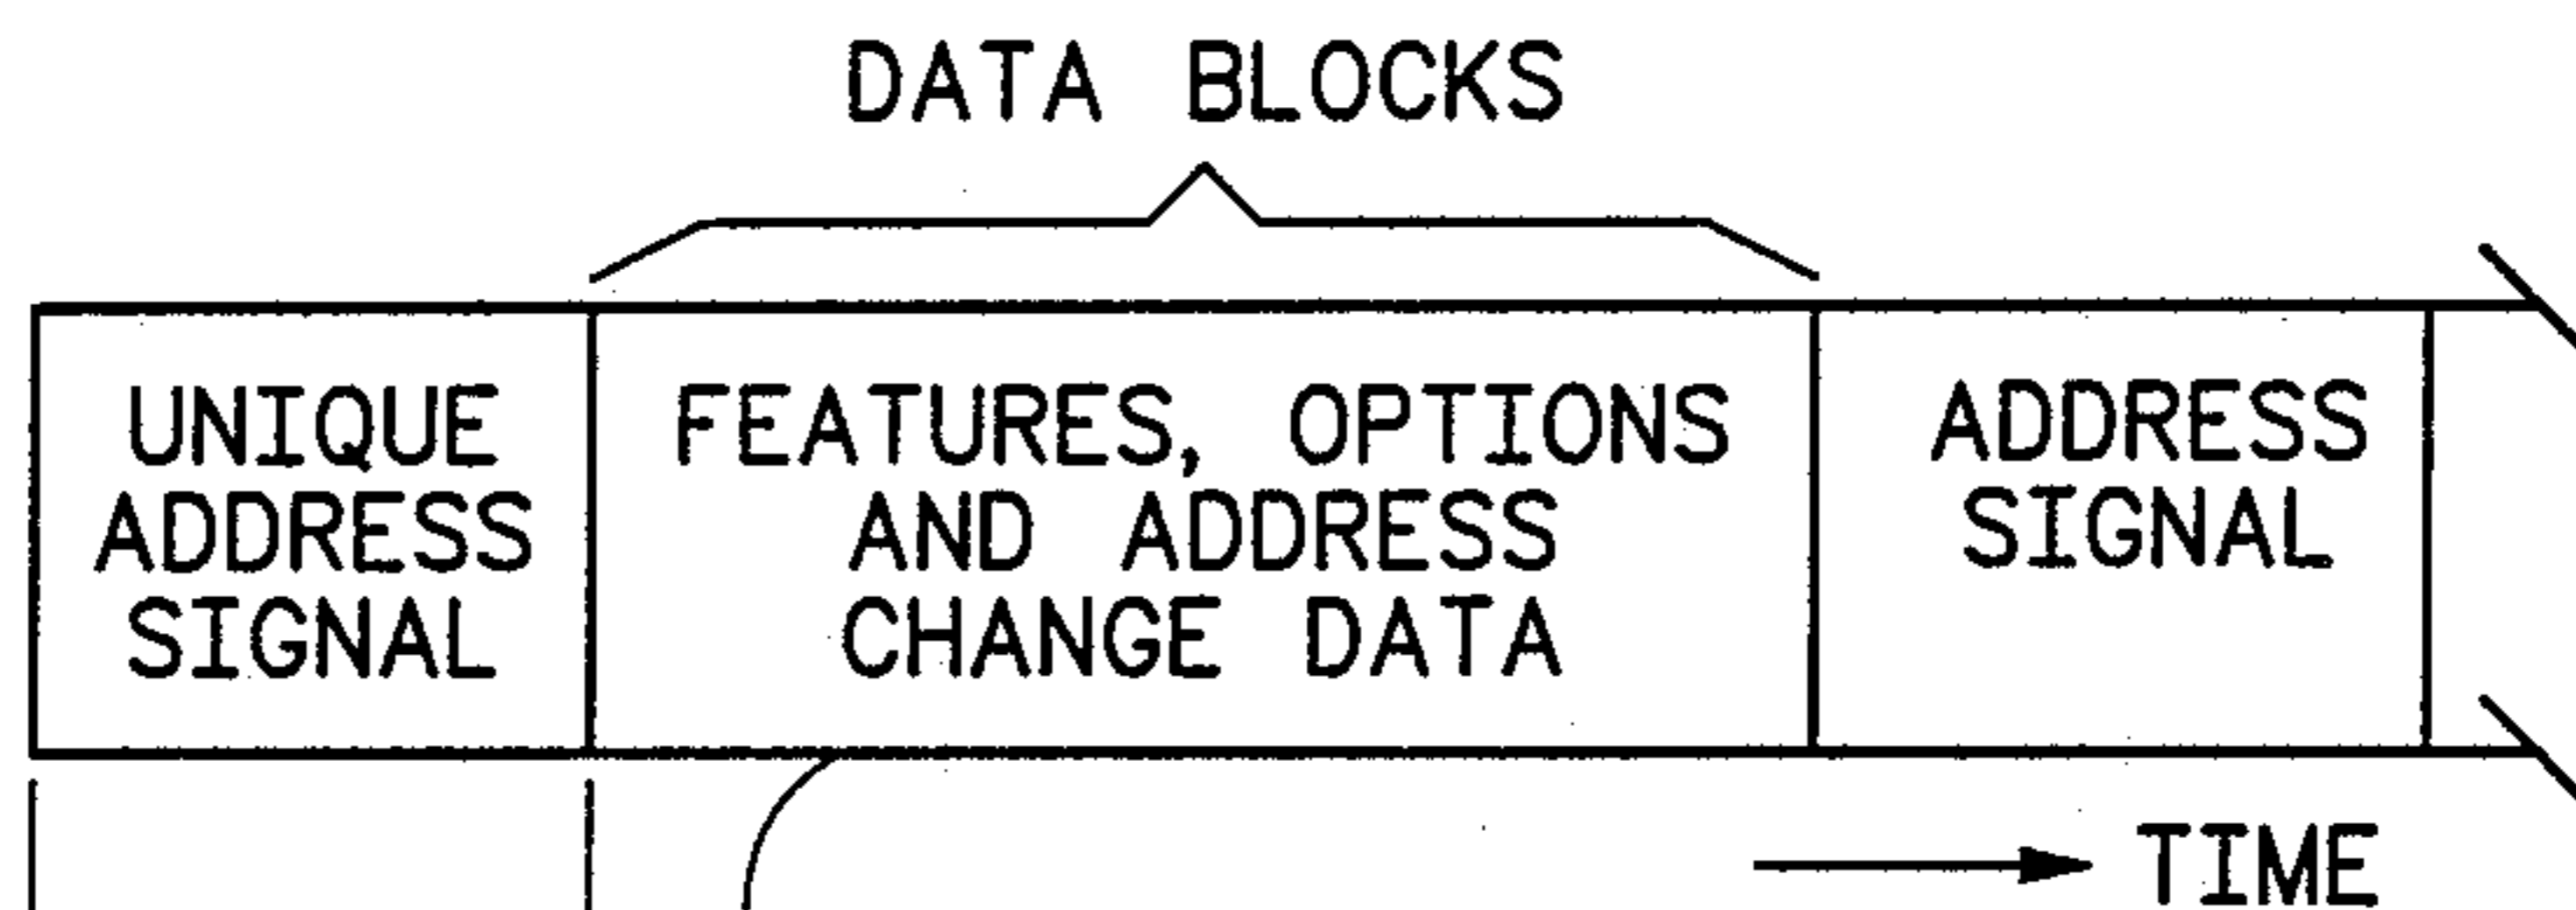 DATA BLOCKS
UNIQUE
ADDRESS
SIGNAL
FEATURES, OPTIONS
AND ADDRESS
CHANGE DATA
ADDRESS
SIGNAL
TIME